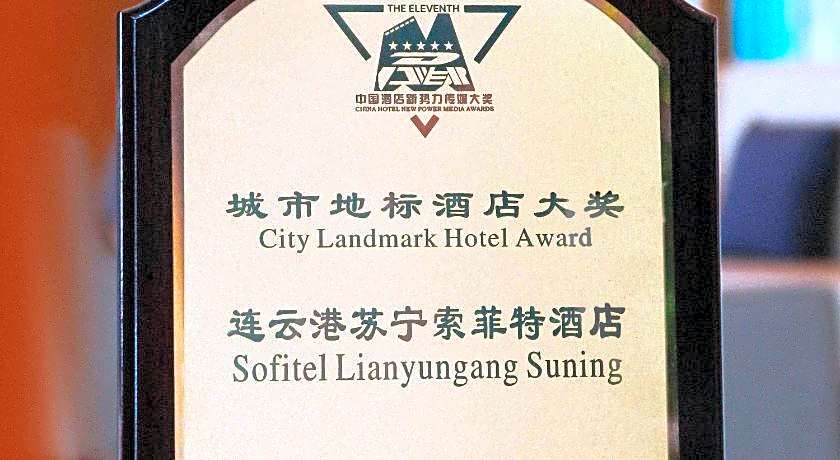 THE ELEVENTH
POWER
中国酒店新势力传媒大奖
CHINA HOTEL NEW POWER MEDIA AWARDS
城市地标酒店大奖
City Landmark Hotel Award
连云港苏宁索菲特酒店
Sofitel Lianyungang Suning